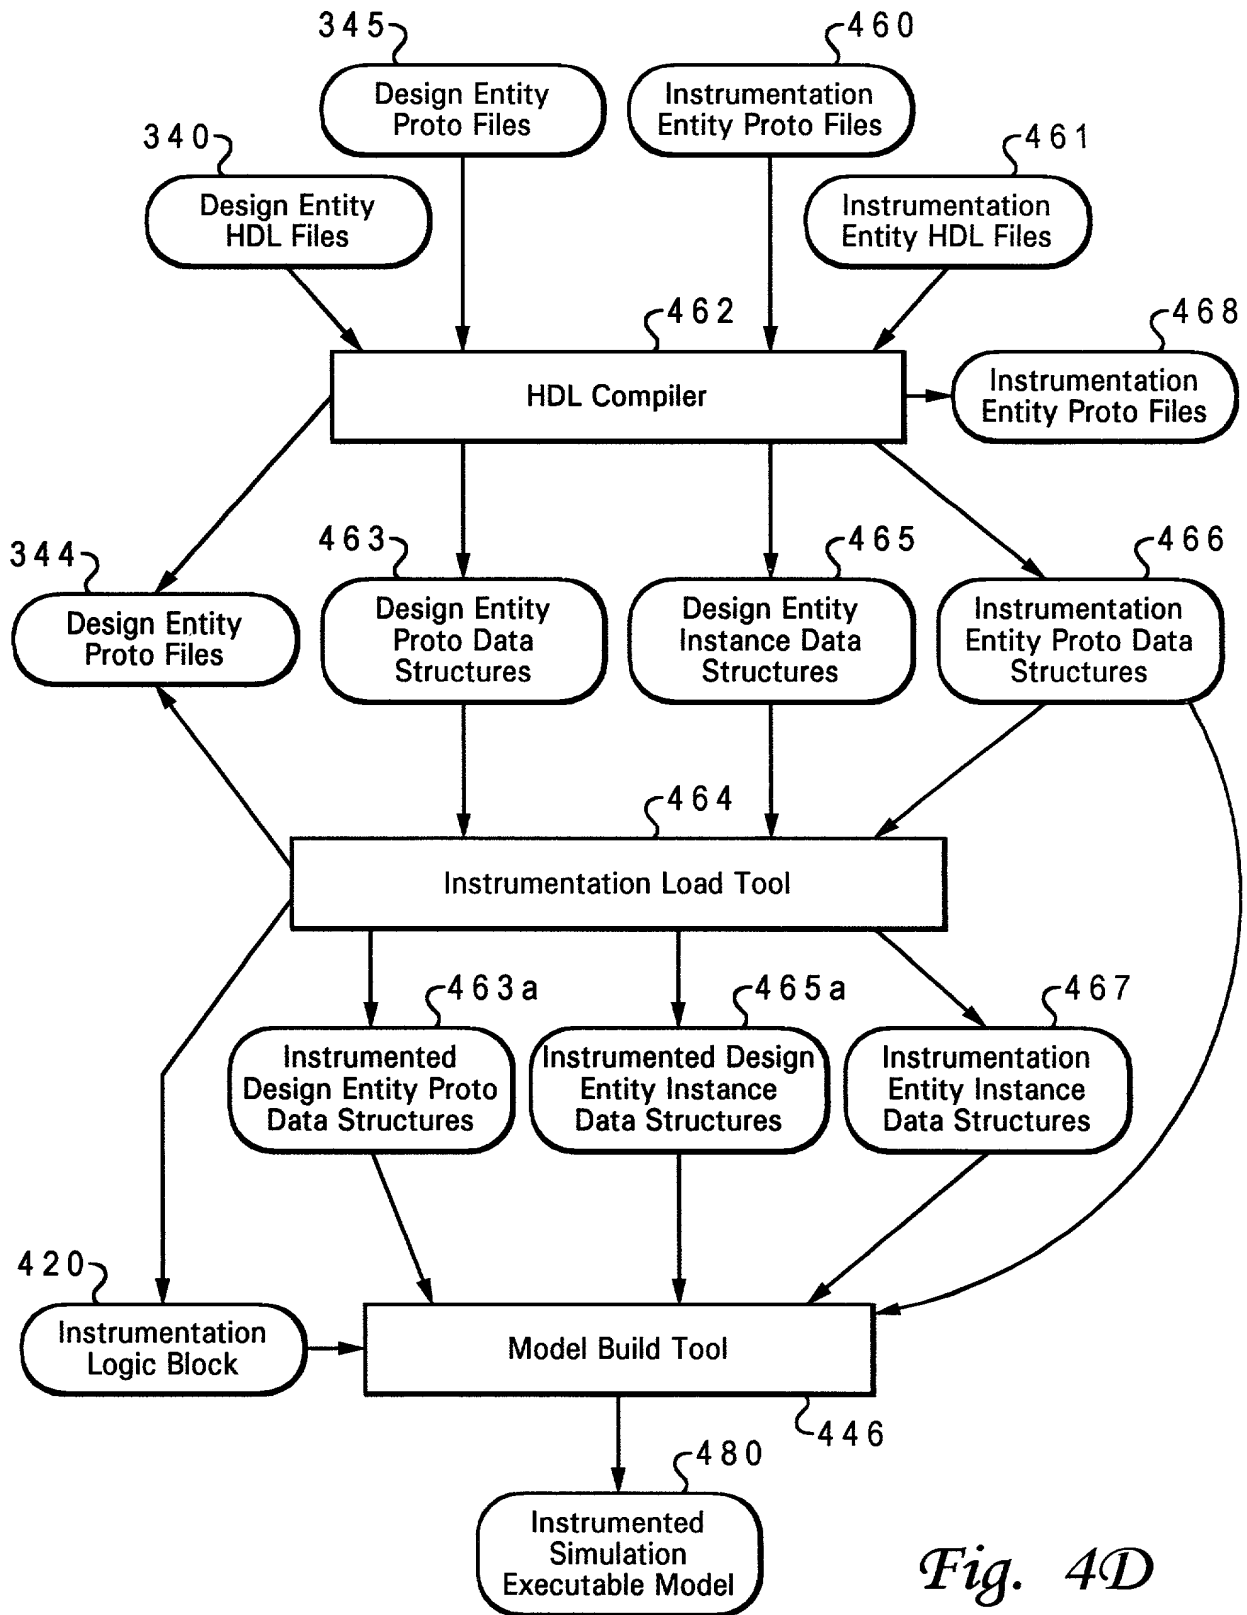 345
460
Design Entity
Proto Files
Instrumentation
Entity Proto Files
340
461
Design Entity
HDL Files
Instrumentation
Entity HDL Files
462
468
HDL Compiler
Instrumentation
Entity Proto Files
344
463
465
466
Design Entity
Proto Files
Design Entity
Proto Data
Structures
Design Entity
Instance Data
Structures
Instrumentation
Entity Proto Data
Structures
464
Instrumentation Load Tool
463a
465a
467
Instrumented
Design Entity Proto
Data Structures
Instrumented Design
Entity Instance
Data Structures
Instrumentation
Entity Instance
Data Structures
420
Instrumentation
Logic Block
Model Build Tool
446
480
Instrumented
Simulation
Executable Model
Fig. 4D